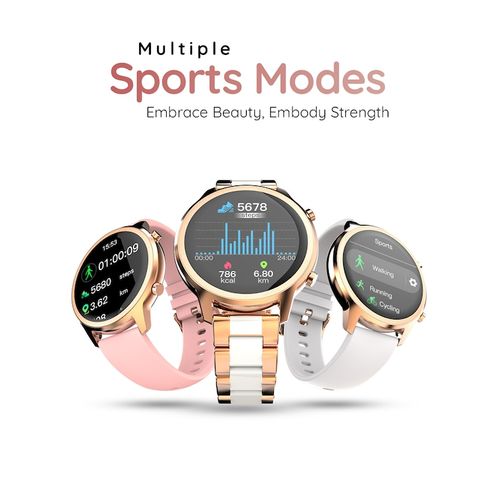 Multiple
Sports Modes
Embrace Beauty, Embody Strength
15:53
01:00:09
5680
steps
3.62
km
5678
steps
00:00 24:00
786 6.80
kcal km
Sports
Walking
Running
Cycling